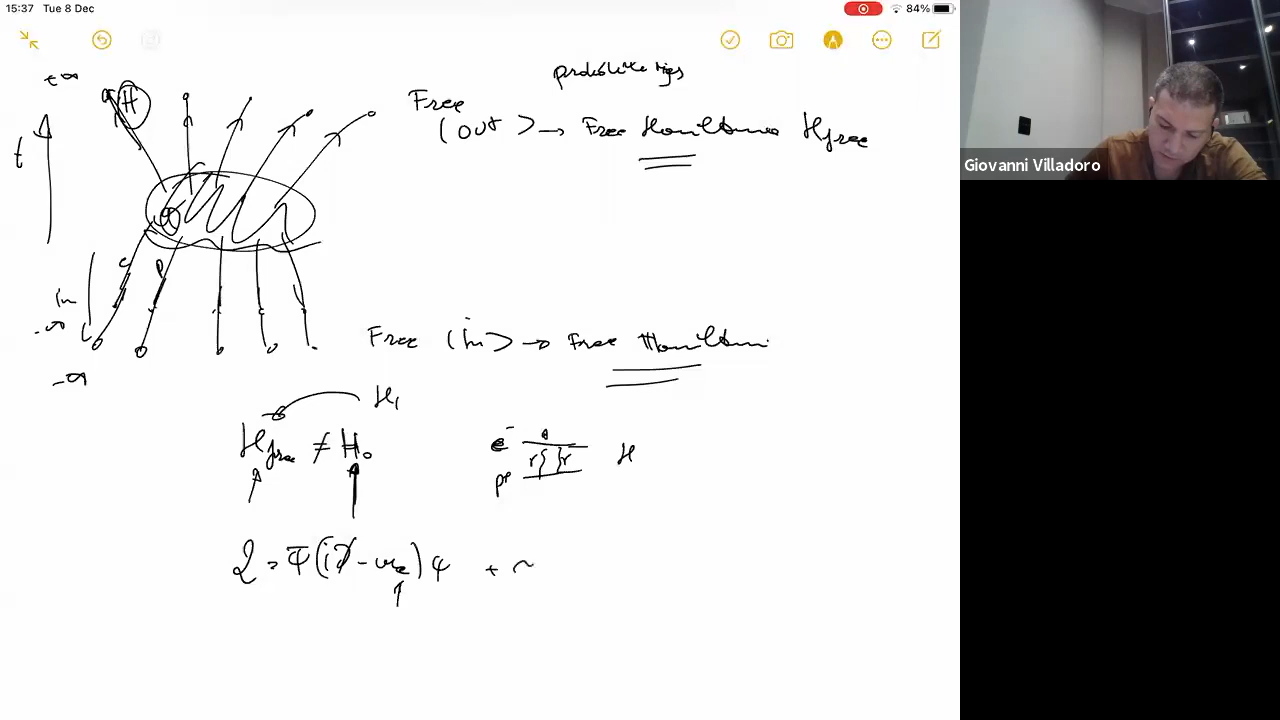 15:37 Tue 8 Dec
84%
Giovanni Villadoro
+∞
H
Free
t
|out > → Free Hamiltonian H_free
e p
in
-∞
Free |in> → Free Hamiltonian
-∞
H_1
H_free ≠ H_0
e⁻
γ γ H
p⁺
L = Ψ̄(i∂̸ - m_e)ψ +